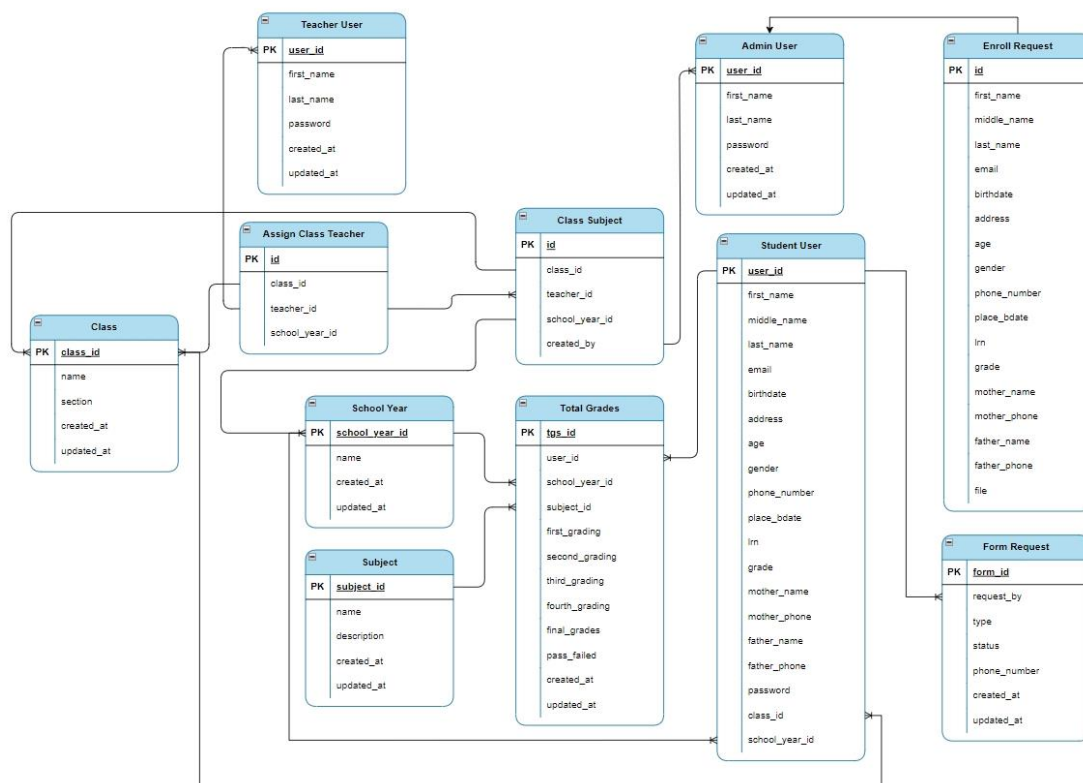 Teacher User
PK user_id
first_name
last_name
password
created_at
updated_at
Admin User
PK user_id
first_name
last_name
password
created_at
updated_at
Enroll Request
PK id
first_name
middle_name
last_name
email
birthdate
address
age
gender
phone_number
place_bdate
lrn
grade
mother_name
mother_phone
father_name
father_phone
file
Assign Class Teacher
PK id
class_id
teacher_id
school_year_id
Class Subject
PK id
class_id
teacher_id
school_year_id
created_by
Student User
PK user_id
first_name
middle_name
last_name
email
birthdate
address
age
gender
phone_number
place_bdate
lrn
grade
mother_name
mother_phone
father_name
father_phone
password
class_id
school_year_id
Class
PK class_id
name
section
created_at
updated_at
School Year
PK school_year_id
name
created_at
updated_at
Total Grades
PK tgs_id
user_id
school_year_id
subject_id
first_grading
second_grading
third_grading
fourth_grading
final_grades
pass_failed
created_at
updated_at
Subject
PK subject_id
name
description
created_at
updated_at
Form Request
PK form_id
request_by
type
status
phone_number
created_at
updated_at